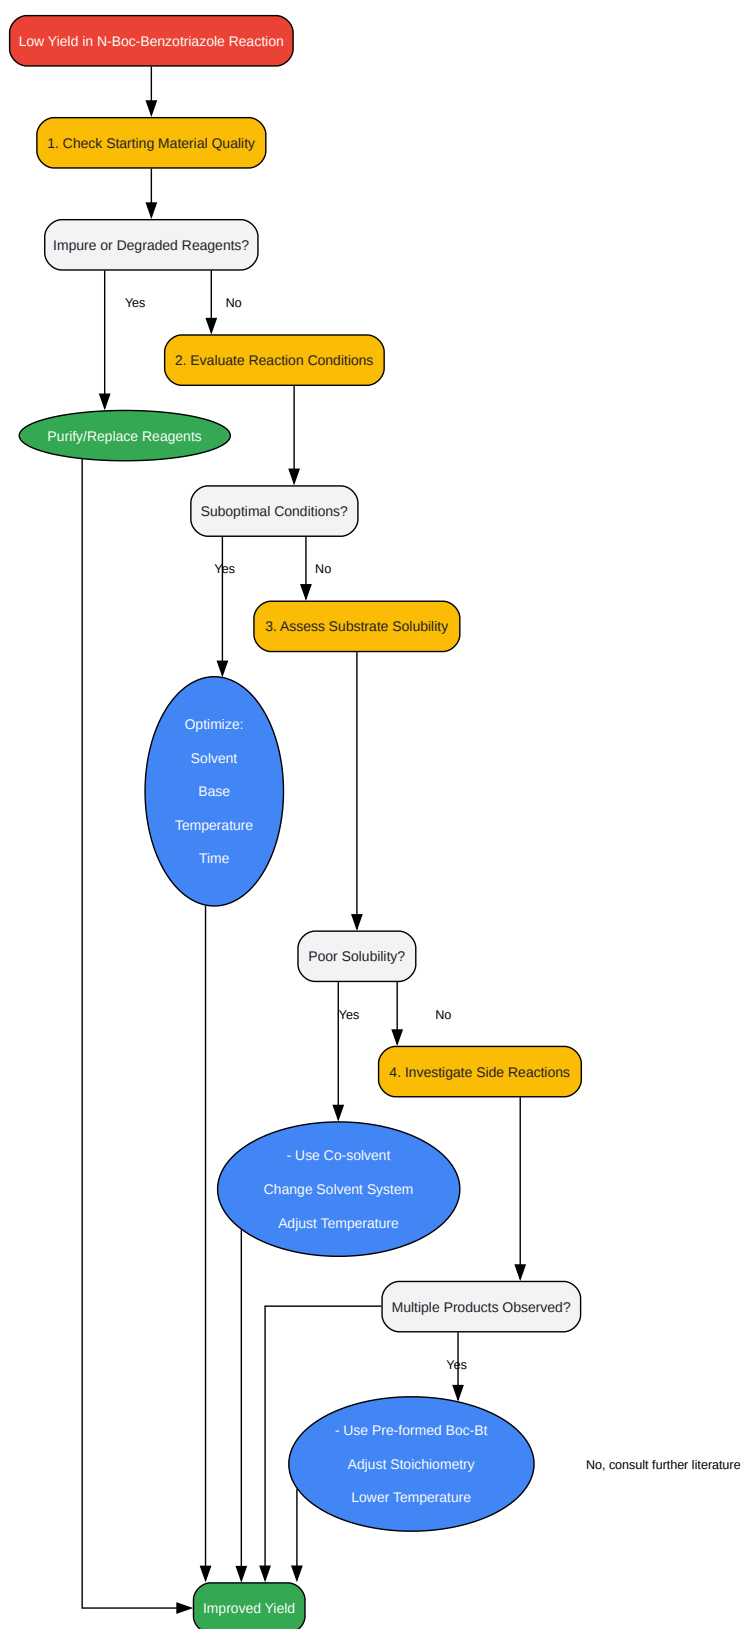 Low Yield in N-Boc-Benzotriazole Reaction
1. Check Starting Material Quality
Impure or Degraded Reagents?
Yes
No
2. Evaluate Reaction Conditions
Purify/Replace Reagents
Suboptimal Conditions?
Yes
No
3. Assess Substrate Solubility
Optimize:
Solvent
Base
Temperature
Time
Poor Solubility?
Yes
No
4. Investigate Side Reactions
- Use Co-solvent
Change Solvent System
Adjust Temperature
Multiple Products Observed?
Yes
- Use Pre-formed Boc-Bt
Adjust Stoichiometry
Lower Temperature
No, consult further literature
Improved Yield